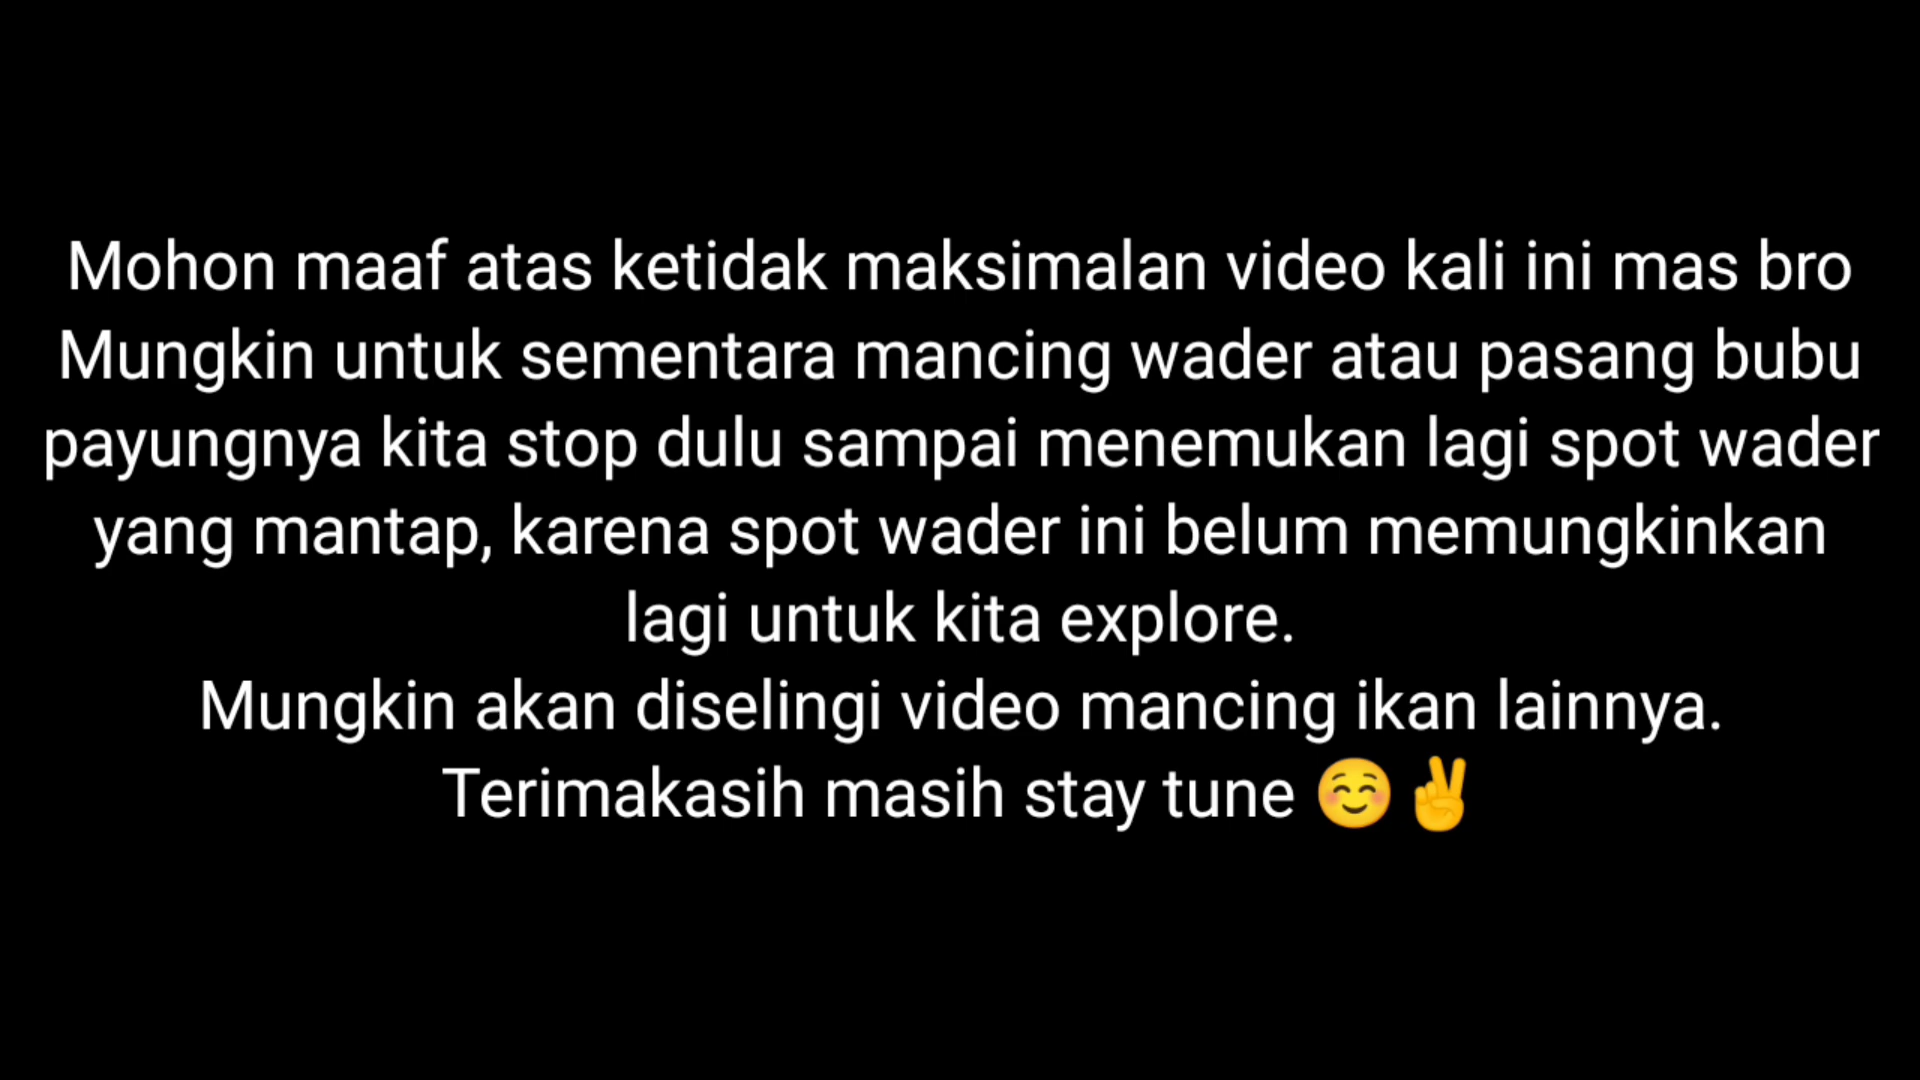 Mohon maaf atas ketidak maksimalan video kali ini mas bro
Mungkin untuk sementara mancing wader atau pasang bubu
payungnya kita stop dulu sampai menemukan lagi spot wader
yang mantap, karena spot wader ini belum memungkinkan
lagi untuk kita explore.
Mungkin akan diselingi video mancing ikan lainnya.
Terimakasih masih stay tune ☺️✌️